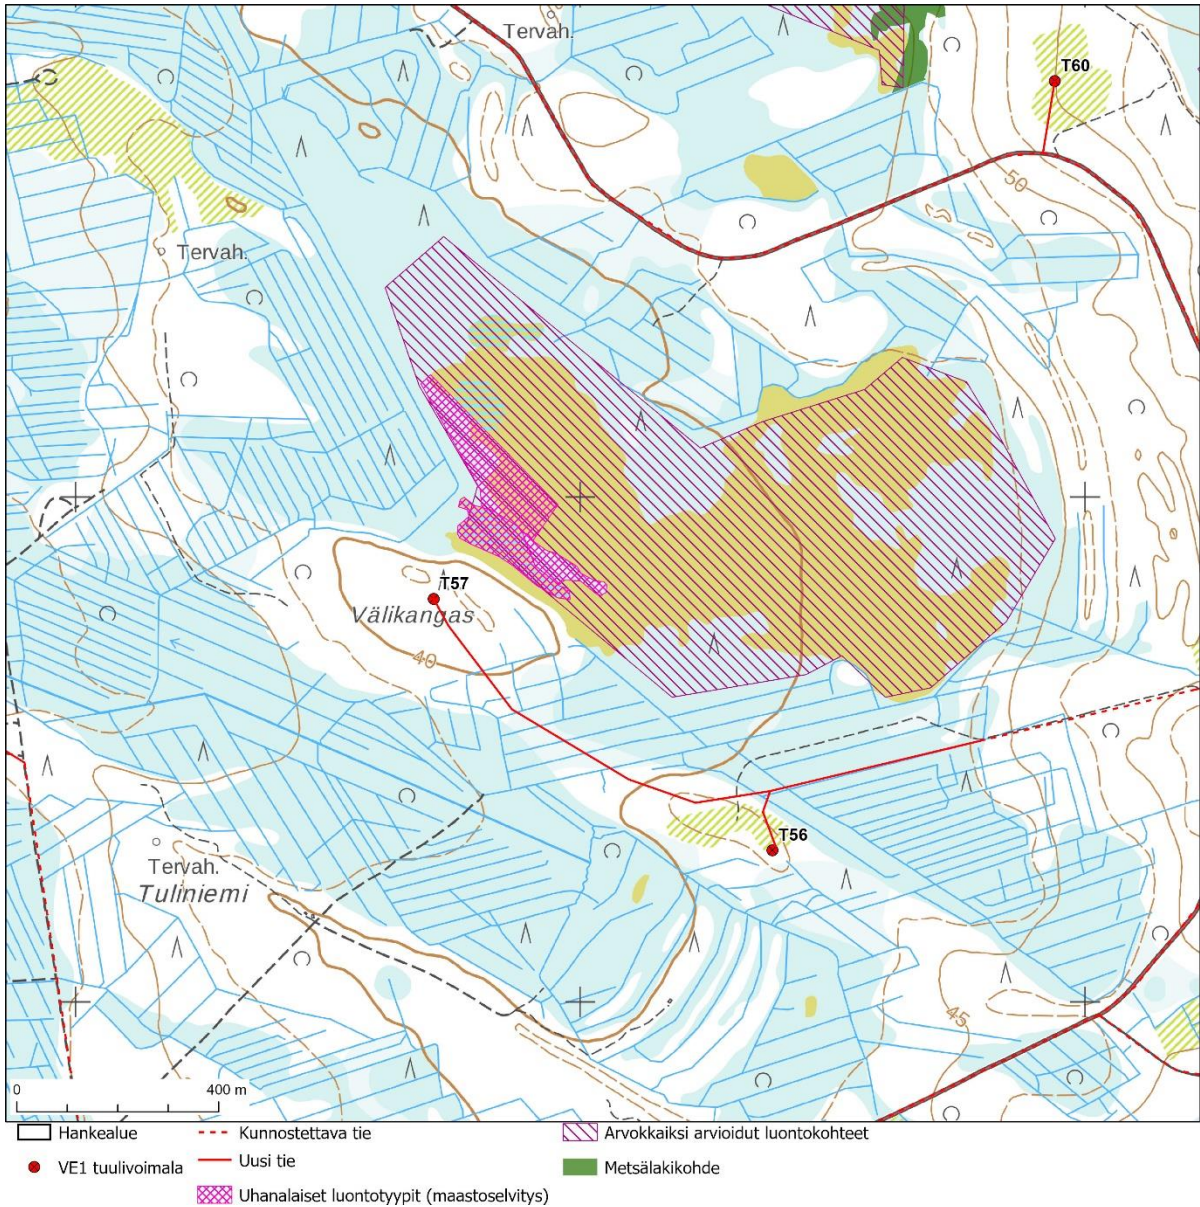 Tervah.
T60
50
Tervah.
T57
Välikangas
40
T56
Tervah.
Tuliniemi
45
0 400 m
Hankealue
Kunnostettava tie
Arvokkaiksi arvioidut luontokohteet
VE1 tuulivoimala
Uusi tie
Metsälakikohde
Uhanalaiset luontotyypit (maastoselvitys)